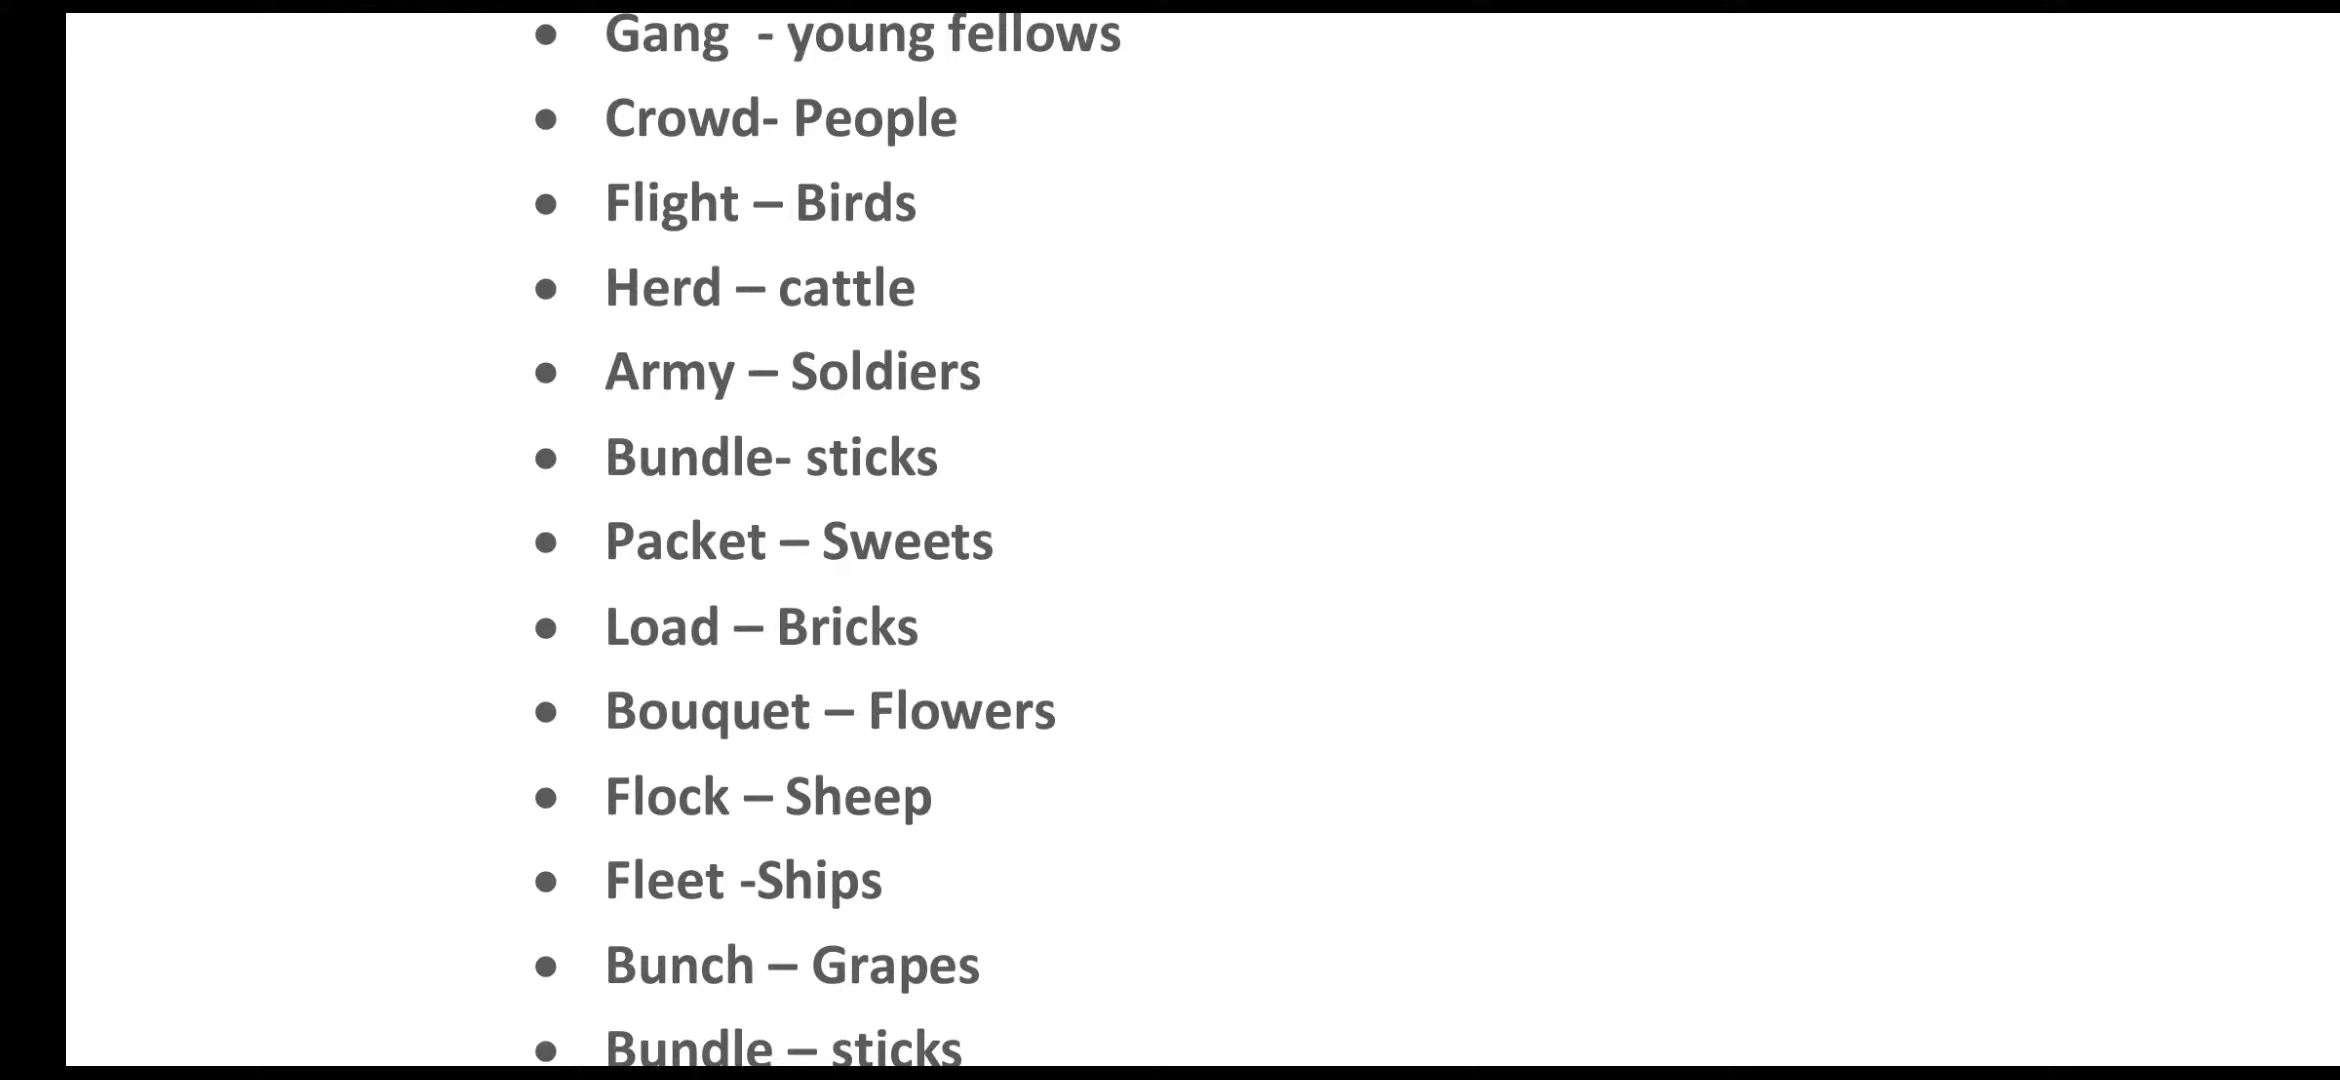 • Gang - young fellows
• Crowd- People
• Flight – Birds
• Herd – cattle
• Army – Soldiers
• Bundle- sticks
• Packet – Sweets
• Load – Bricks
• Bouquet – Flowers
• Flock – Sheep
• Fleet -Ships
• Bunch – Grapes
• Bundle – sticks